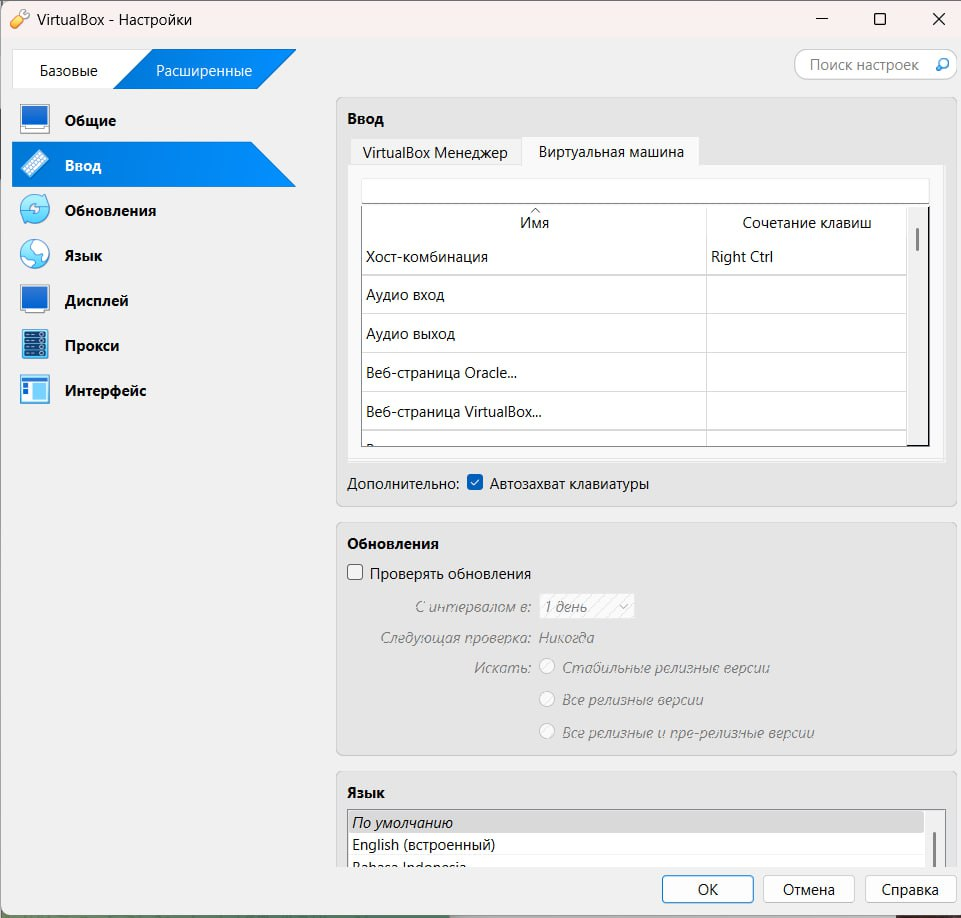 VirtualBox - Настройки
Базовые
Расширенные
Поиск настроек
Общие
Ввод
Обновления
Язык
Дисплей
Прокси
Интерфейс
Ввод
VirtualBox Менеджер
Виртуальная машина
Имя
Сочетание клавиш
Хост-комбинация
Right Ctrl
Аудио вход
Аудио выход
Веб-страница Oracle...
Веб-страница VirtualBox...
Дополнительно:
Автозахват клавиатуры
Обновления
Проверять обновления
С интервалом в:
1 день
Следующая проверка:
Никогда
Искать:
Стабильные релизные версии
Все релизные версии
Все релизные и пре-релизные версии
Язык
По умолчанию
English (встроенный)
Bahasa Indonesia
OK
Отмена
Справка